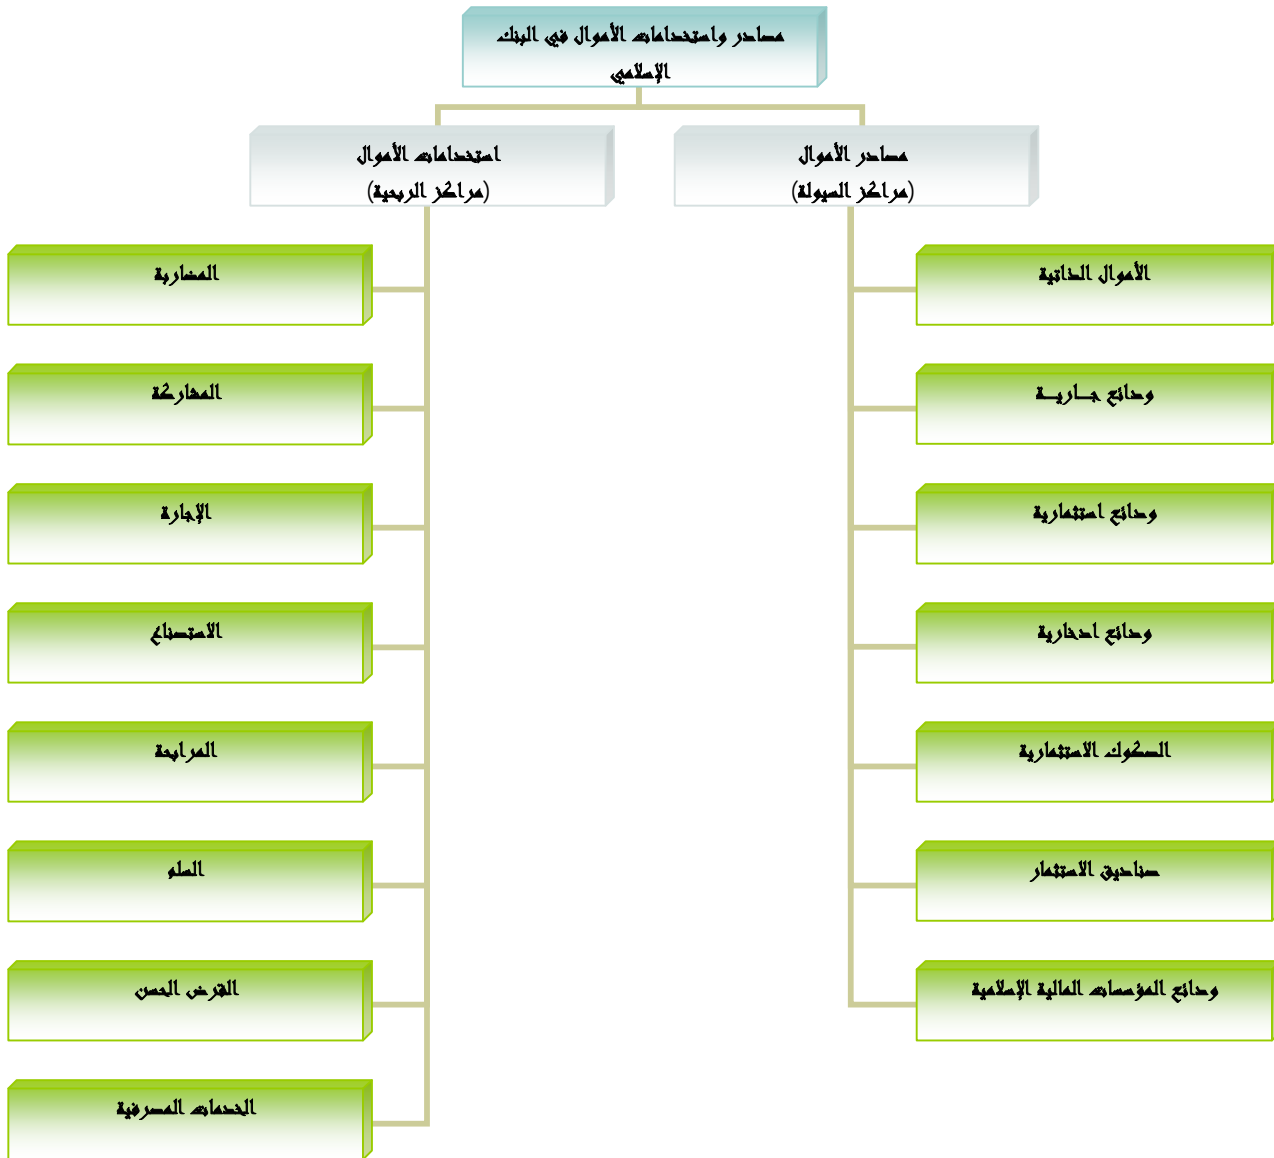 مصادر واستخدامات الأموال في البنك
الإسلامي
مصادر الأموال
(مراكز السيولة)
استخدامات الأموال
(مراكز الربحية)
الأموال الذاتية
ودائع جــاريــة
ودائع استثمارية
ودائع ادخارية
الصكوك الاستثمارية
صناديق الاستثمار
ودائع المؤسسات المالية الإسلامية
المضاربة
المشاركة
الإجارة
الاستصناع
المرابحة
السلم
القرض الحسن
الخدمات المصرفية